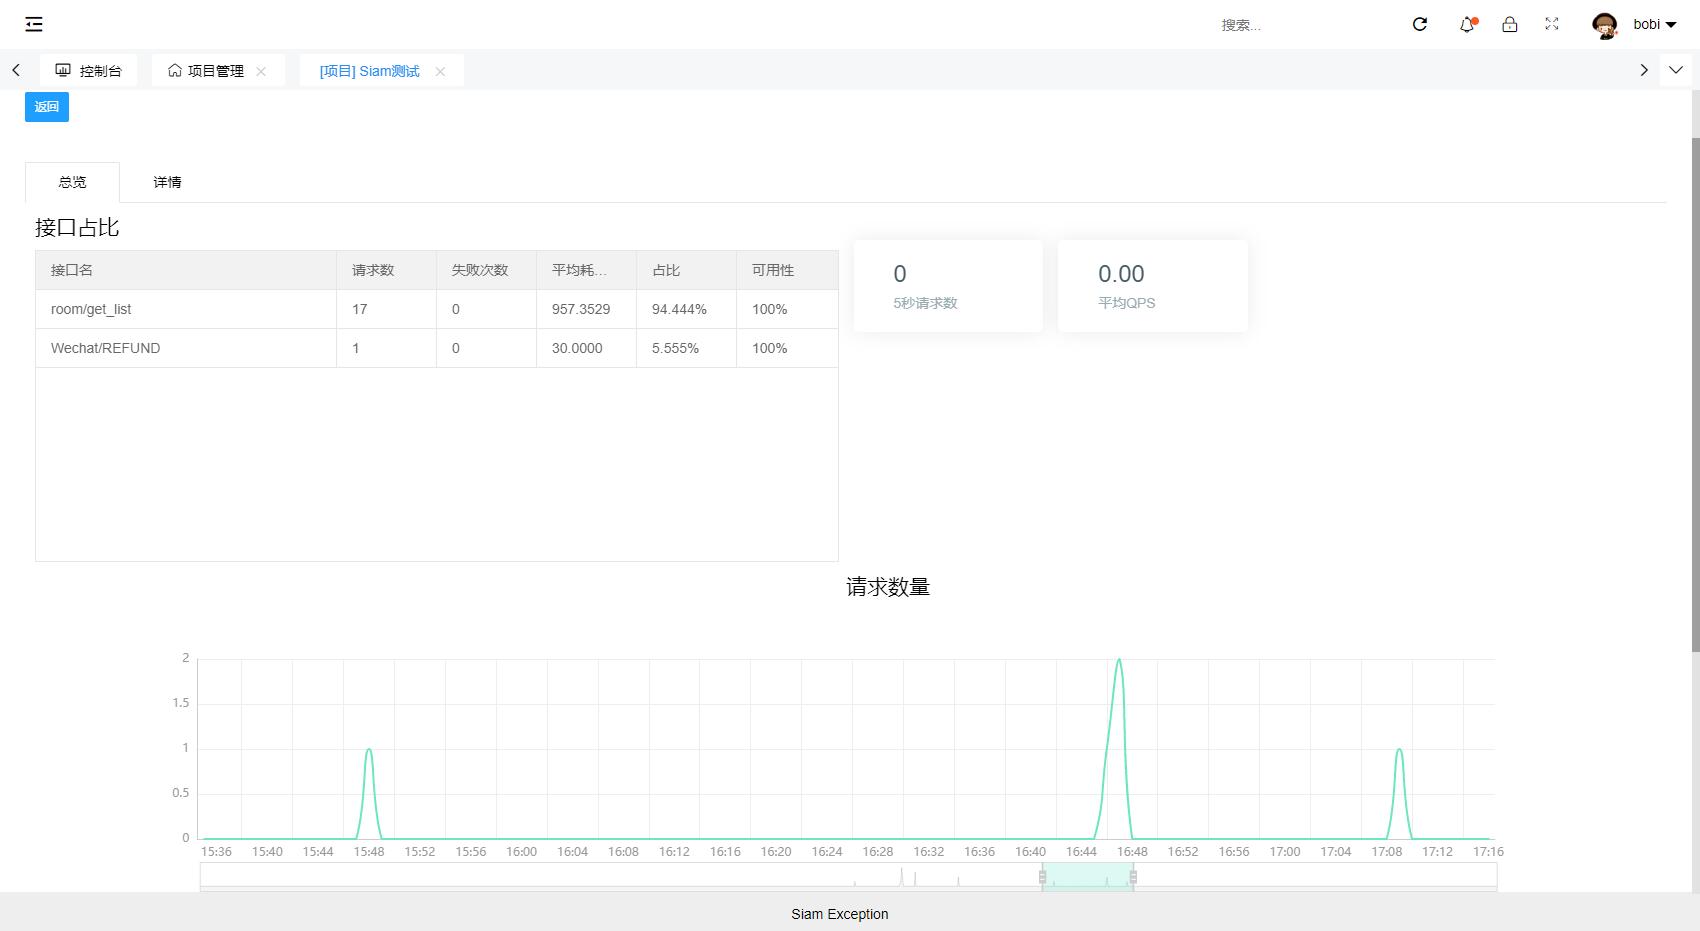 搜索...
bobi
控制台
项目管理
[项目] Siam测试
返回
总览 详情
接口占比
接口名 请求数 失败次数 平均耗... 占比 可用性
room/get_list 17 0 957.3529 94.444% 100%
Wechat/REFUND 1 0 30.0000 5.555% 100%
0
5秒请求数
0.00
平均QPS
请求数量
2
1.5
1
0.5
0
15:36 15:40 15:44 15:48 15:52 15:56 16:00 16:04 16:08 16:12 16:16 16:20 16:24 16:28 16:32 16:36 16:40 16:44 16:48 16:52 16:56 17:00 17:04 17:08 17:12 17:16
Siam Exception